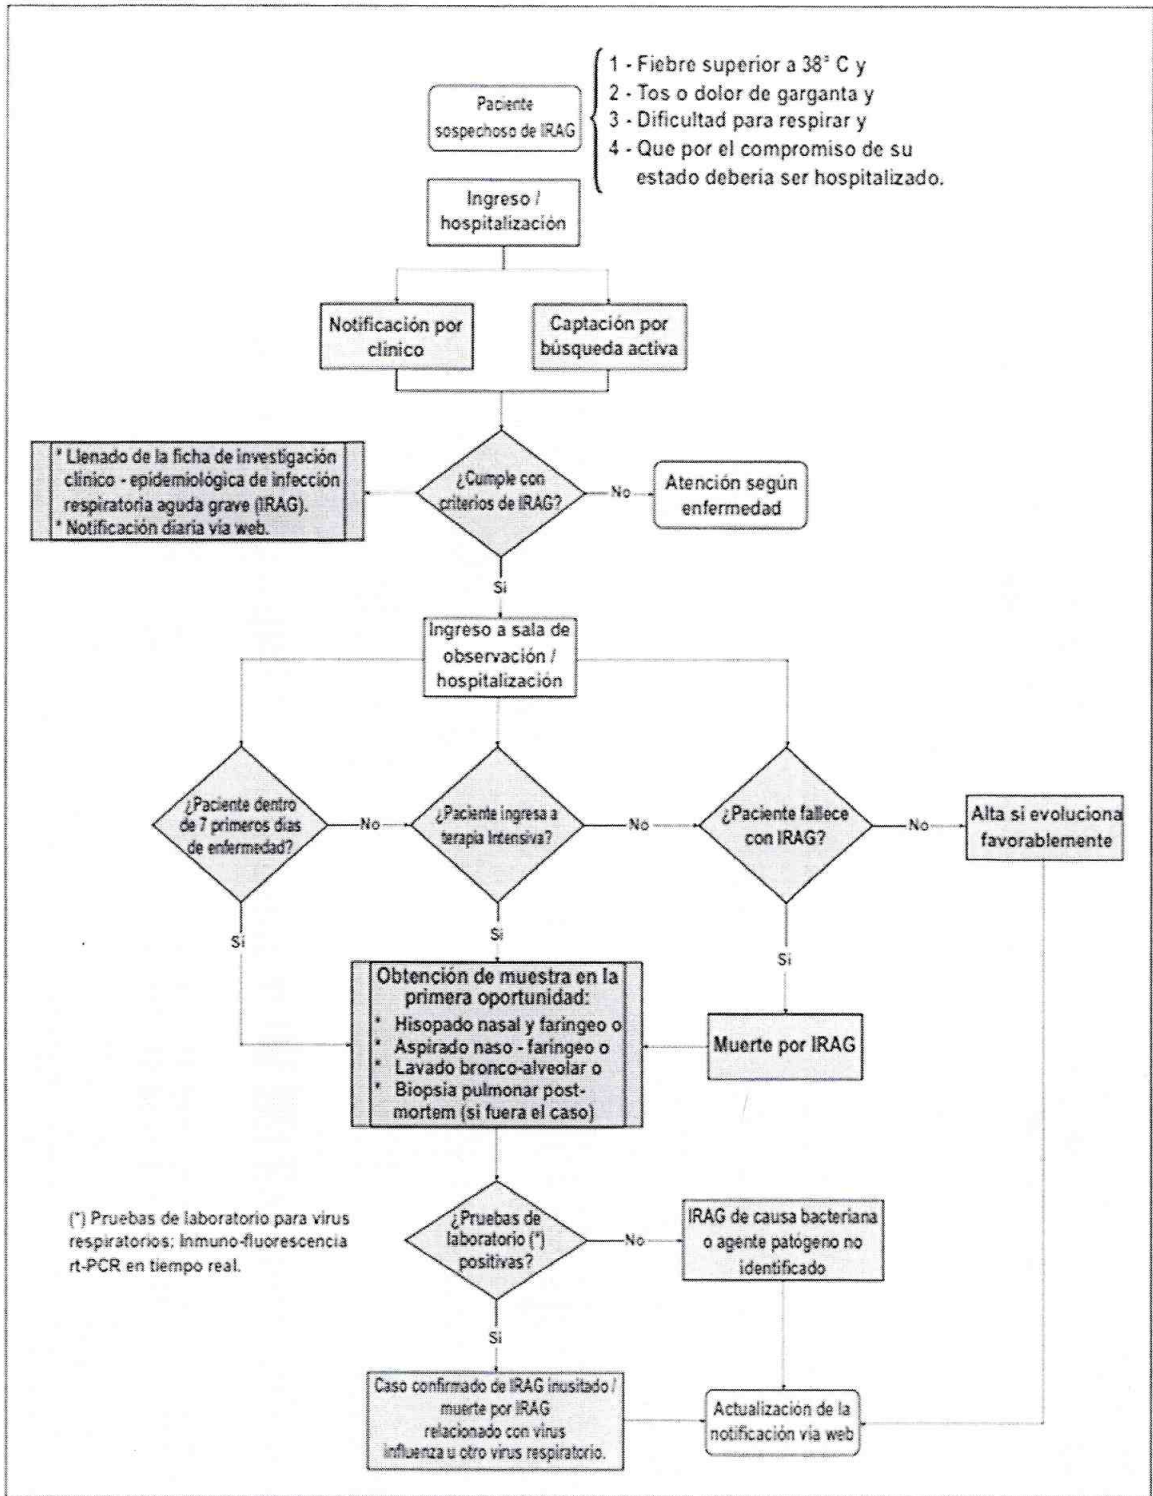 Paciente
sospechoso de IRAG
1 - Fiebre superior a 38° C y
2 - Tos o dolor de garganta y
3 - Dificultad para respirar y
4 - Que por el compromiso de su
estado debería ser hospitalizado.
Ingreso /
hospitalización
Notificación por
clínico
Captación por
búsqueda activa
* Llenado de la ficha de investigación
clínico - epidemiológica de infección
respiratoria aguda grave (IRAG).
* Notificación diaria via web.
¿Cumple con
criterios de IRAG?
No
Atención según
enfermedad
Si
Ingreso a sala de
observación /
hospitalización
¿Paciente dentro
de 7 primeros días
de enfermedad?
No
¿Paciente ingresa a
terapia Intensiva?
No
¿Paciente fallece
con IRAG?
No
Alta si evoluciona
favorablemente
Si
Si
Si
Obtención de muestra en la
primera oportunidad:
* Hisopado nasal y faríngeo o
* Aspirado naso - faríngeo o
* Lavado bronco-alveolar o
* Biopsia pulmonar post-
mortem (si fuera el caso)
Muerte por IRAG
(*) Pruebas de laboratorio para virus
respiratorios; Inmuno-fluorescencia
rt-PCR en tiempo real.
¿Pruebas de
laboratorio (*)
positivas?
No
IRAG de causa bacteriana
o agente patógeno no
identificado
Si
Caso confirmado de IRAG inusitado /
muerte por IRAG
relacionado con virus
influenza u otro virus respiratorio.
Actualización de la
notificación via web